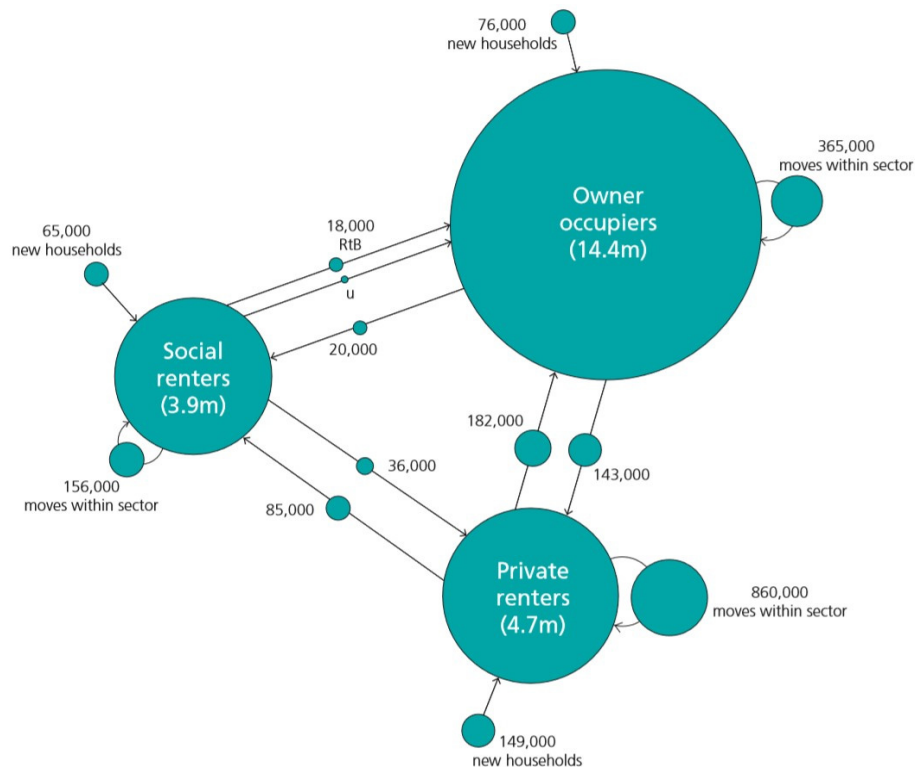 76,000
new households
365,000
moves within sector
Owner
occupiers
(14.4m)
18,000
RtB
u
20,000
65,000
new households
Social
renters
(3.9m)
156,000
moves within sector
182,000
143,000
36,000
85,000
Private
renters
(4.7m)
860,000
moves within sector
149,000
new households